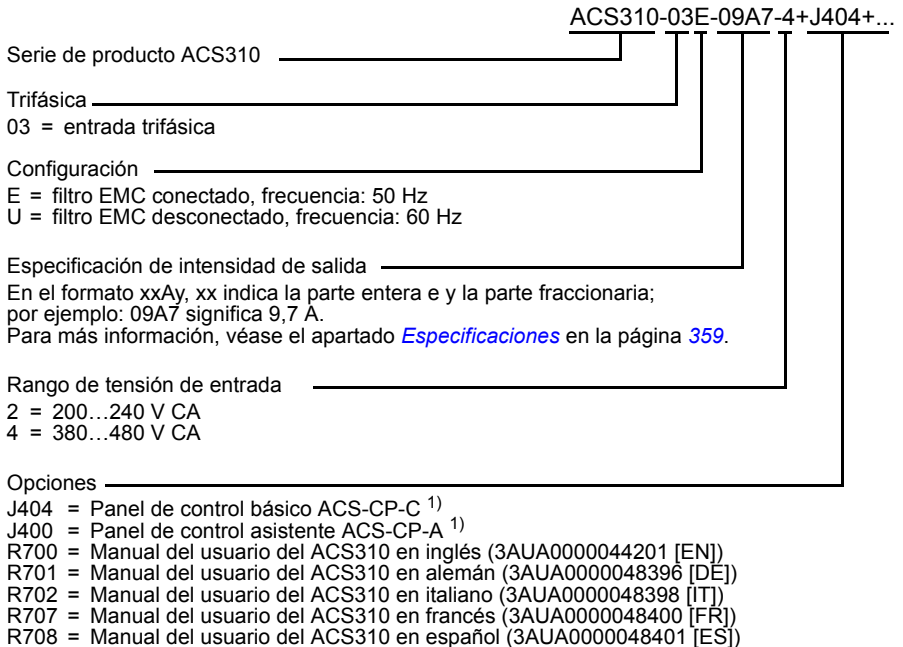 ACS310-03E-09A7-4+J404+...
Serie de producto ACS310
Trifásica
03 = entrada trifásica
Configuración
E = filtro EMC conectado, frecuencia: 50 Hz
U = filtro EMC desconectado, frecuencia: 60 Hz
Especificación de intensidad de salida
En el formato xxAy, xx indica la parte entera e y la parte fraccionaria;
por ejemplo: 09A7 significa 9,7 A.
Para más información, véase el apartado Especificaciones en la página 359.
Rango de tensión de entrada
2 = 200…240 V CA
4 = 380…480 V CA
Opciones
J404 = Panel de control básico ACS-CP-C 1)
J400 = Panel de control asistente ACS-CP-A 1)
R700 = Manual del usuario del ACS310 en inglés (3AUA0000044201 [EN])
R701 = Manual del usuario del ACS310 en alemán (3AUA0000048396 [DE])
R702 = Manual del usuario del ACS310 en italiano (3AUA0000048398 [IT])
R707 = Manual del usuario del ACS310 en francés (3AUA0000048400 [FR])
R708 = Manual del usuario del ACS310 en español (3AUA0000048401 [ES])